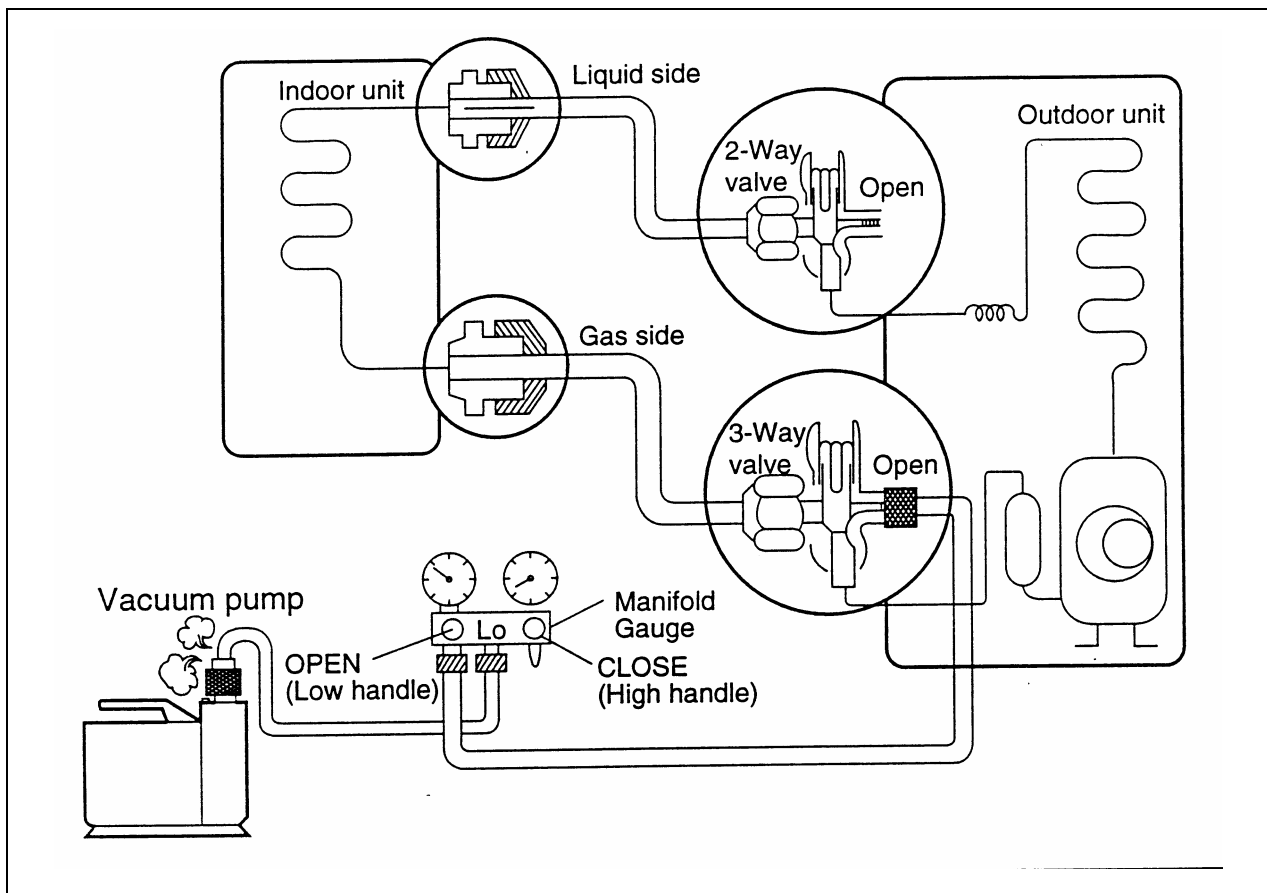 Indoor unit
Liquid side
2-Way
valve
Open
Outdoor unit
Gas side
3-Way
valve
Open
Vacuum pump
Lo
Manifold
Gauge
OPEN
(Low handle)
CLOSE
(High handle)